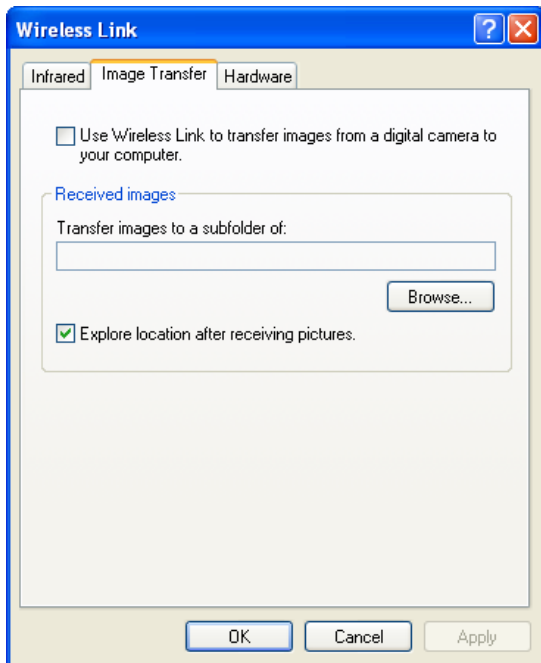 Wireless Link
Infrared Image Transfer Hardware
Use Wireless Link to transfer images from a digital camera to
your computer.
Received images
Transfer images to a subfolder of:
Browse...
Explore location after receiving pictures.
OK Cancel Apply